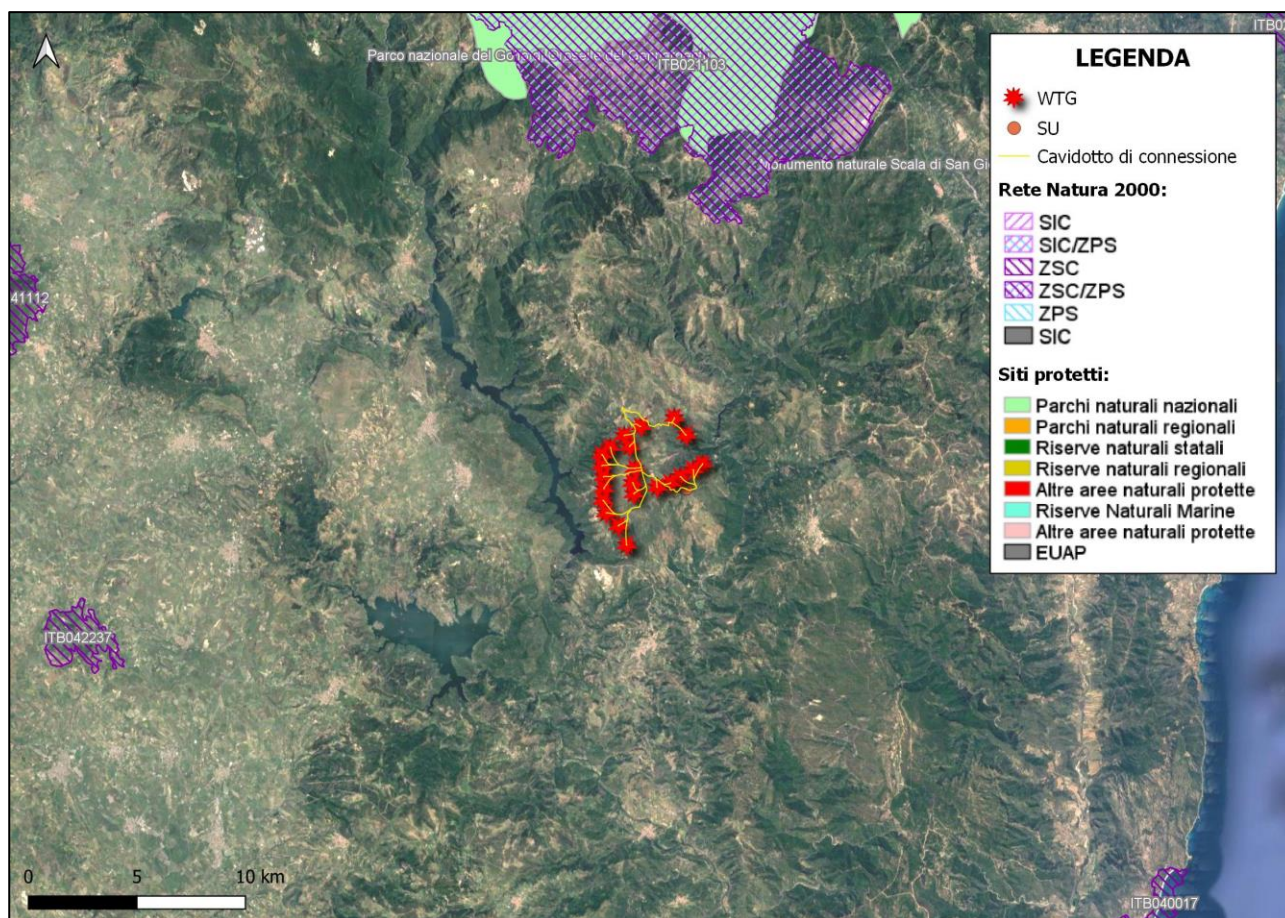 Parco nazionale del Go
ITB021103
ITB02
Monumento naturale Scala di San Gio
41112
ITB042237
ITB040017
0 5 10 km
LEGENDA
WTG
SU
Cavidotto di connessione
Rete Natura 2000:
SIC
SIC/ZPS
ZSC
ZSC/ZPS
ZPS
SIC
Siti protetti:
Parchi naturali nazionali
Parchi naturali regionali
Riserve naturali statali
Riserve naturali regionali
Altre aree naturali protette
Riserve Naturali Marine
Altre aree naturali protette
EUAP